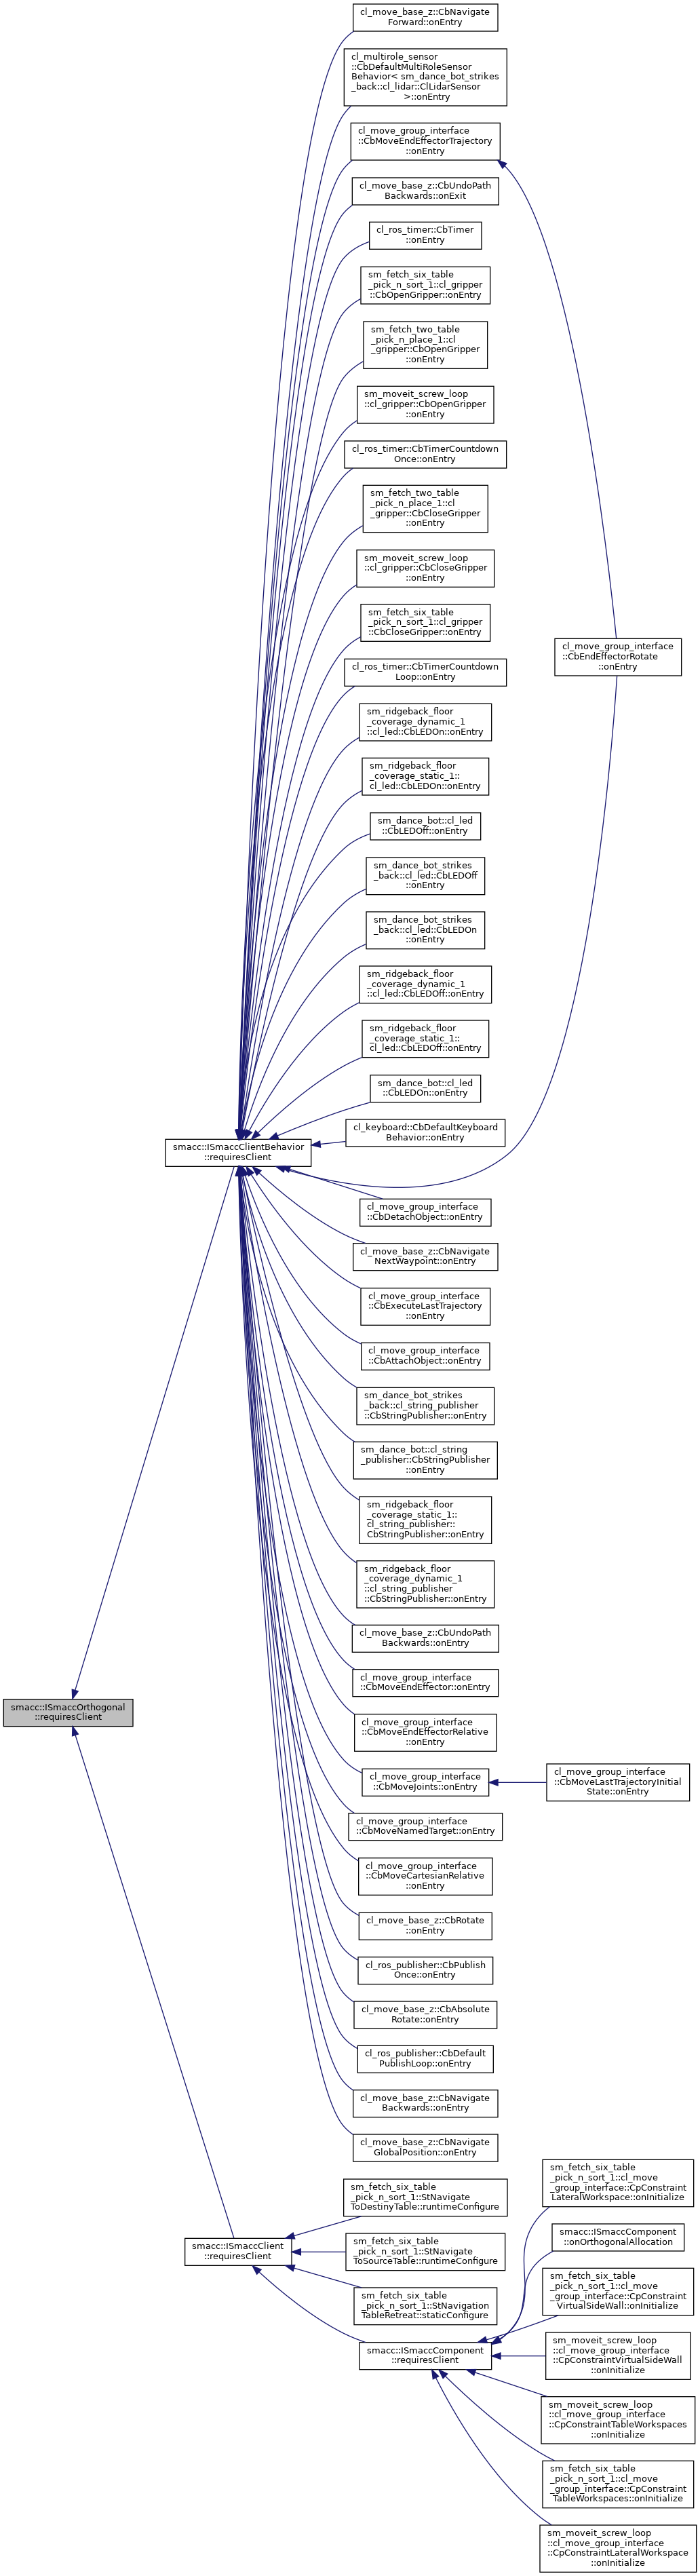 cl_move_base_z::CbNavigate
Forward::onEntry
cl_multirole_sensor
::CbDefaultMultiRoleSensor
Behavior< sm_dance_bot_strikes
_back::cl_lidar::ClLidarSensor
>::onEntry
cl_move_group_interface
::CbMoveEndEffectorTrajectory
::onEntry
cl_move_base_z::CbUndoPath
Backwards::onExit
cl_ros_timer::CbTimer
::onEntry
sm_fetch_six_table
_pick_n_sort_1::cl_gripper
::CbOpenGripper::onEntry
sm_fetch_two_table
_pick_n_place_1::cl
_gripper::CbOpenGripper
::onEntry
sm_moveit_screw_loop
::cl_gripper::CbOpenGripper
::onEntry
cl_ros_timer::CbTimerCountdown
Once::onEntry
sm_fetch_two_table
_pick_n_place_1::cl
_gripper::CbCloseGripper
::onEntry
sm_moveit_screw_loop
::cl_gripper::CbCloseGripper
::onEntry
sm_fetch_six_table
_pick_n_sort_1::cl_gripper
::CbCloseGripper::onEntry
cl_move_group_interface
::CbEndEffectorRotate
::onEntry
cl_ros_timer::CbTimerCountdown
Loop::onEntry
sm_ridgeback_floor
_coverage_dynamic_1
::cl_led::CbLEDOn::onEntry
sm_ridgeback_floor
_coverage_static_1::
cl_led::CbLEDOn::onEntry
sm_dance_bot::cl_led
::CbLEDOff::onEntry
sm_dance_bot_strikes
_back::cl_led::CbLEDOff
::onEntry
sm_dance_bot_strikes
_back::cl_led::CbLEDOn
::onEntry
sm_ridgeback_floor
_coverage_dynamic_1
::cl_led::CbLEDOff::onEntry
sm_ridgeback_floor
_coverage_static_1::
cl_led::CbLEDOff::onEntry
sm_dance_bot::cl_led
::CbLEDOn::onEntry
cl_keyboard::CbDefaultKeyboard
Behavior::onEntry
smacc::ISmaccClientBehavior
::requiresClient
cl_move_group_interface
::CbDetachObject::onEntry
cl_move_base_z::CbNavigate
NextWaypoint::onEntry
cl_move_group_interface
::CbExecuteLastTrajectory
::onEntry
cl_move_group_interface
::CbAttachObject::onEntry
sm_dance_bot_strikes
_back::cl_string_publisher
::CbStringPublisher::onEntry
sm_dance_bot::cl_string
_publisher::CbStringPublisher
::onEntry
sm_ridgeback_floor
_coverage_static_1::
cl_string_publisher::
CbStringPublisher::onEntry
sm_ridgeback_floor
_coverage_dynamic_1
::cl_string_publisher
::CbStringPublisher::onEntry
cl_move_base_z::CbUndoPath
Backwards::onEntry
cl_move_group_interface
::CbMoveEndEffector::onEntry
smacc::ISmaccOrthogonal
::requiresClient
cl_move_group_interface
::CbMoveEndEffectorRelative
::onEntry
cl_move_group_interface
::CbMoveJoints::onEntry
cl_move_group_interface
::CbMoveLastTrajectoryInitial
State::onEntry
cl_move_group_interface
::CbMoveNamedTarget::onEntry
cl_move_group_interface
::CbMoveCartesianRelative
::onEntry
cl_move_base_z::CbRotate
::onEntry
cl_ros_publisher::CbPublish
Once::onEntry
cl_move_base_z::CbAbsolute
Rotate::onEntry
cl_ros_publisher::CbDefault
PublishLoop::onEntry
cl_move_base_z::CbNavigate
Backwards::onEntry
cl_move_base_z::CbNavigate
GlobalPosition::onEntry
sm_fetch_six_table
_pick_n_sort_1::cl_move
_group_interface::CpConstraint
LateralWorkspace::onInitialize
sm_fetch_six_table
_pick_n_sort_1::StNavigate
ToDestinyTable::runtimeConfigure
smacc::ISmaccComponent
::onOrthogonalAllocation
smacc::ISmaccClient
::requiresClient
sm_fetch_six_table
_pick_n_sort_1::StNavigate
ToSourceTable::runtimeConfigure
sm_fetch_six_table
_pick_n_sort_1::cl_move
_group_interface::CpConstraint
VirtualSideWall::onInitialize
sm_fetch_six_table
_pick_n_sort_1::StNavigation
TableRetreat::staticConfigure
smacc::ISmaccComponent
::requiresClient
sm_moveit_screw_loop
::cl_move_group_interface
::CpConstraintVirtualSideWall
::onInitialize
sm_moveit_screw_loop
::cl_move_group_interface
::CpConstraintTableWorkspaces
::onInitialize
sm_fetch_six_table
_pick_n_sort_1::cl_move
_group_interface::CpConstraint
TableWorkspaces::onInitialize
sm_moveit_screw_loop
::cl_move_group_interface
::CpConstraintLateralWorkspace
::onInitialize